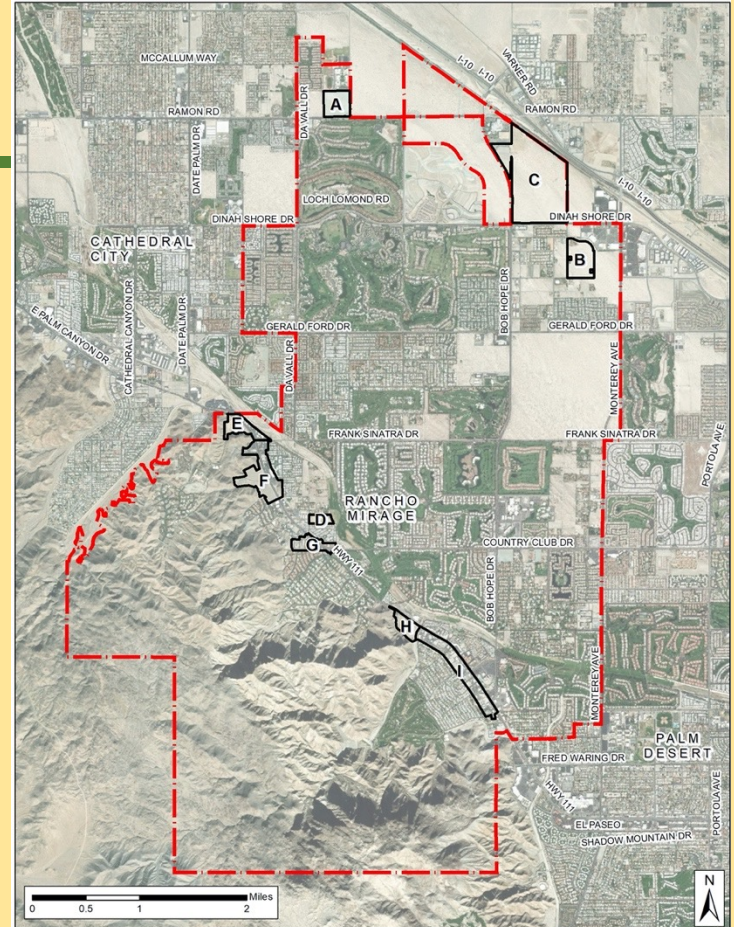 MCCALLUM WAY
I-10 I-10
VARNER RD
A
RAMON RD
RAMON RD
DA VALL DR
DATE PALM DR
C
I-10 I-10
LOCH LOMOND RD
DINAH SHORE DR
DINAH SHORE DR
CATHEDRAL
CITY
B
BOB HOPE DR
CATHEDRAL CANYON DR
DATE PALM DR
E PALM CANYON DR
GERALD FORD DR
GERALD FORD DR
DA VALL DR
MONTEREY AVE
E
FRANK SINATRA DR
FRANK SINATRA DR
PORTOLA AVE
F
RANCHO
MIRAGE
D
G
HWY 111
COUNTRY CLUB DR
BOB HOPE DR
H
I
MONTEREY AVE
PALM
DESERT
FRED WARING DR
HWY 111
PORTOLA AVE
EL PASEO
SHADOW MOUNTAIN DR
Miles
0 0.5 1 2
N